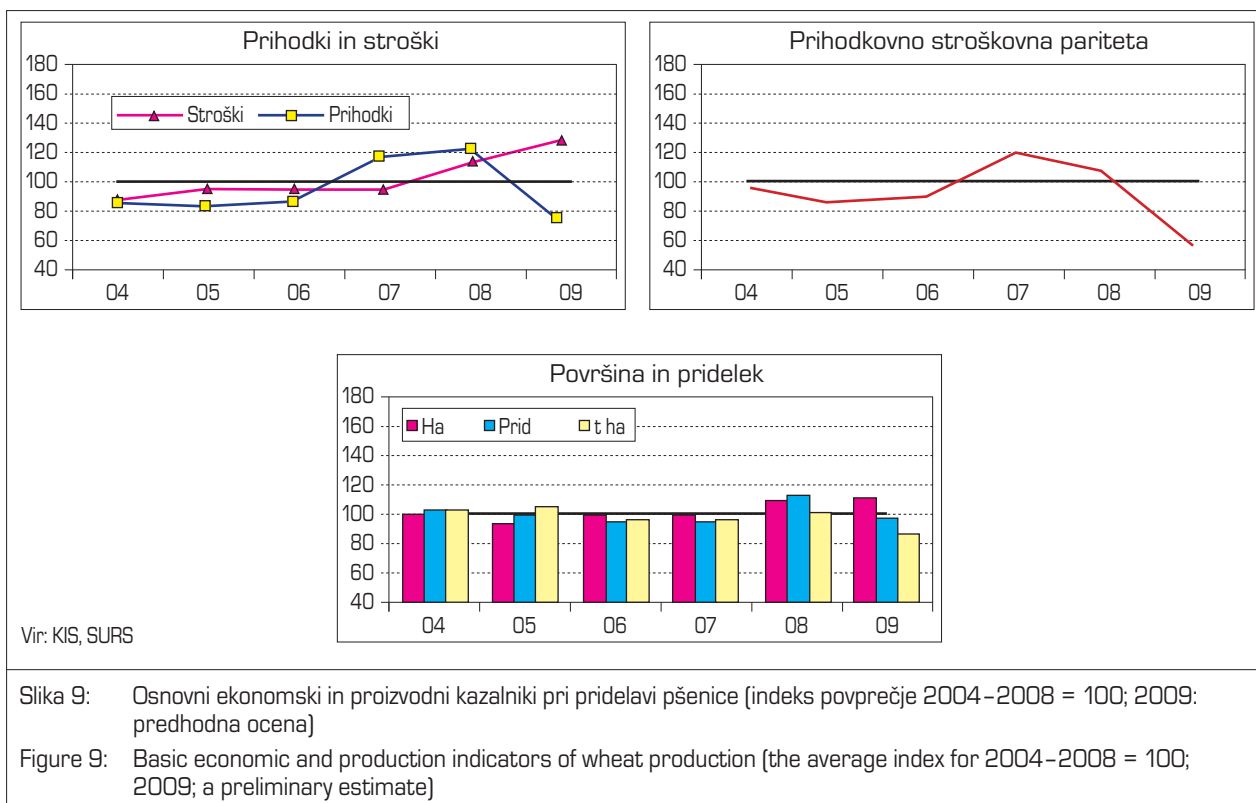 Prihodki in stroški
180
160
140
120
100
80
60
40
Stroški
Prihodki
04 05 06 07 08 09
Prihodkovno stroškovna pariteta
180
160
140
120
100
80
60
40
04 05 06 07 08 09
Površina in pridelek
180
160
140
120
100
80
60
40
Ha Prid t ha
04 05 06 07 08 09
Vir: KIS, SURS
Slika 9: Osnovni ekonomski in proizvodni kazalniki pri pridelavi pšenice (indeks povprečje 2004–2008 = 100; 2009:
predhodna ocena)
Figure 9: Basic economic and production indicators of wheat production (the average index for 2004–2008 = 100;
2009; a preliminary estimate)